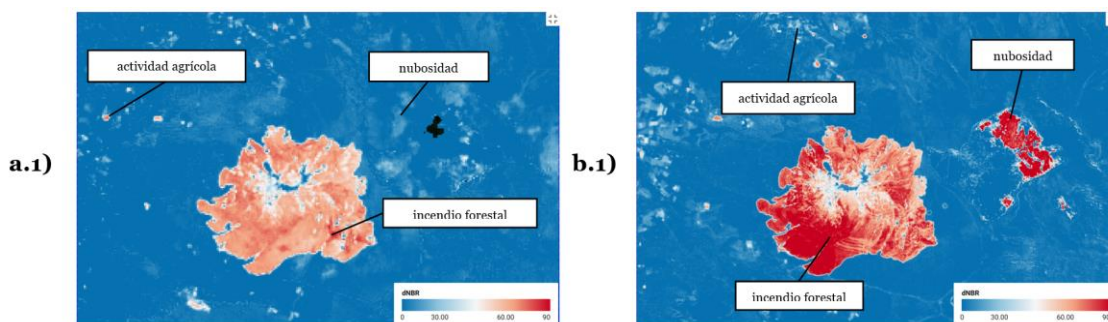 a.1)
actividad agrícola
nubosidad
incendio forestal
dNBR
0 30.00 60.00 90
b.1)
nubosidad
actividad agrícola
incendio forestal
dNBR
0 30.00 60.00 90